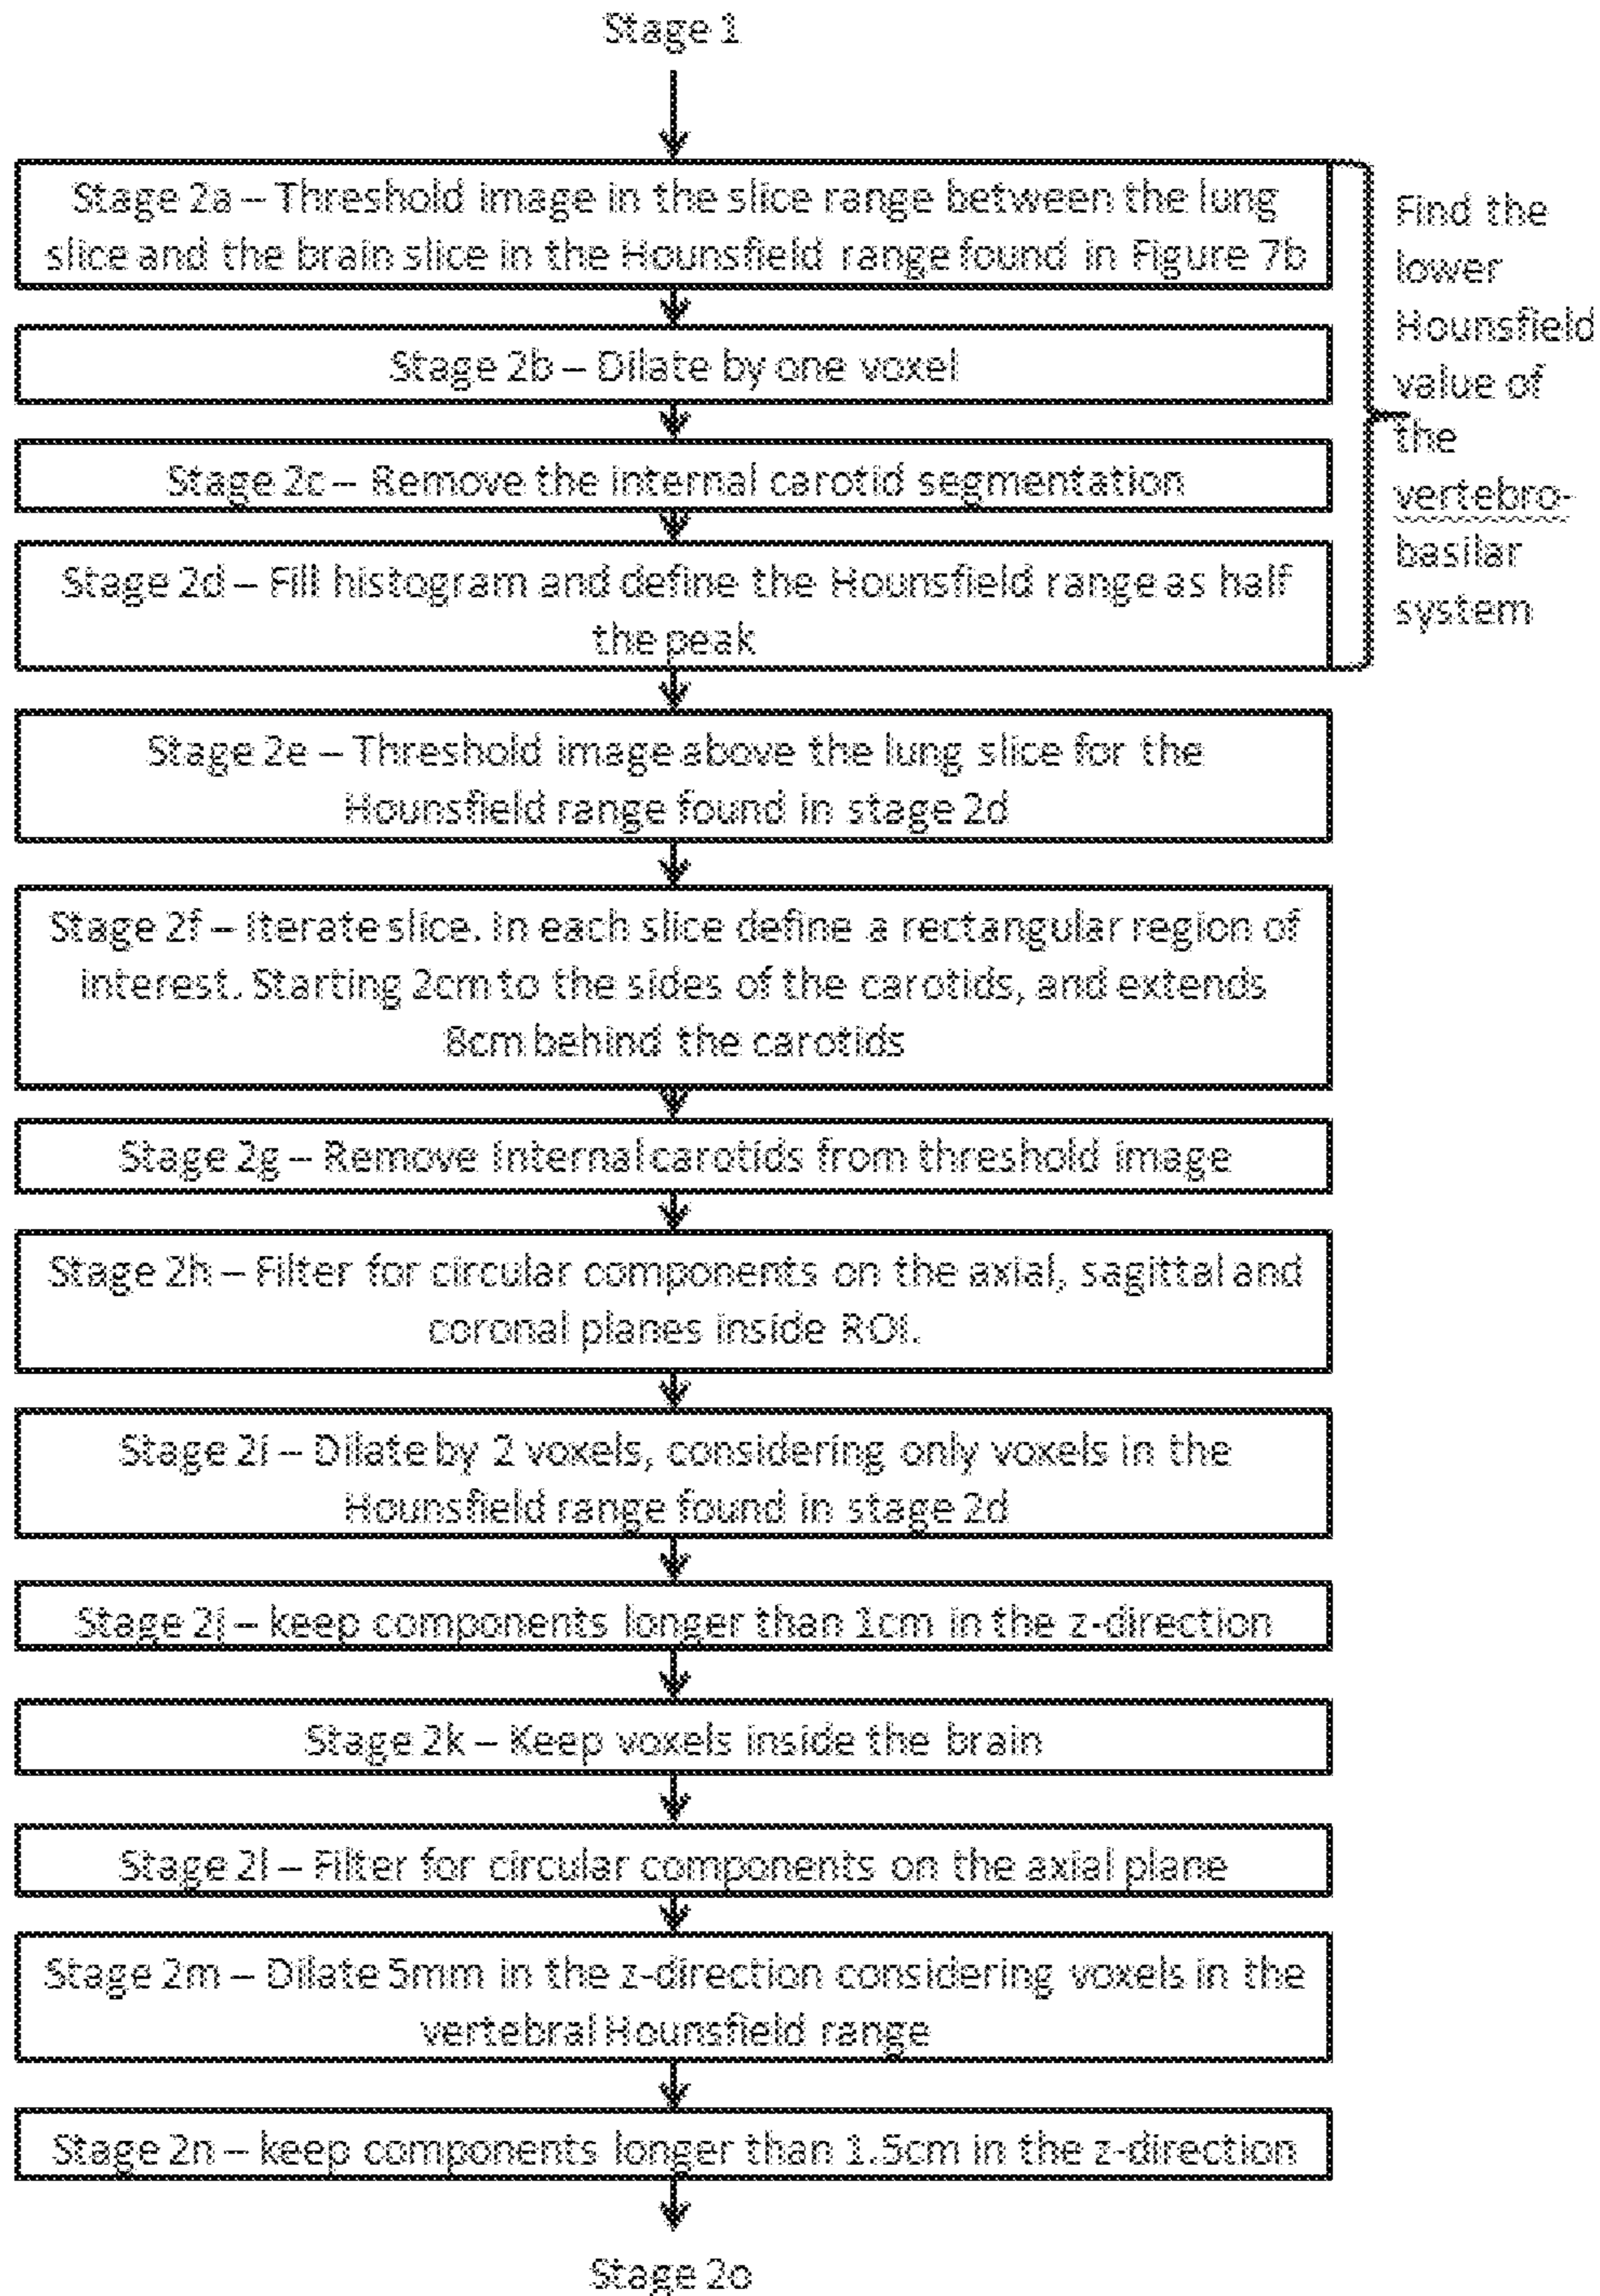 Stage 1
Stage 2a – Threshold image in the slice range between the lung
slice and the brain slice in the Hounsfield range found in Figure 7b
Stage 2b – Dilate by one voxel
Stage 2c – Remove the internal carotid segmentation
Stage 2d – Fill histogram and define the Hounsfield range as half
the peak
Find the
lower
Hounsfield
value of
the
vertebro-
basilar
system
Stage 2e – Threshold image above the lung slice for the
Hounsfield range found in stage 2d
Stage 2f – Iterate slice. In each slice define a rectangular region of
interest. Starting 2cm to the sides of the carotids, and extends
8cm behind the carotids
Stage 2g – Remove Internal carotids from threshold image
Stage 2h – Filter for circular components on the axial, sagittal and
coronal planes inside ROI.
Stage 2i – Dilate by 2 voxels, considering only voxels in the
Hounsfield range found in stage 2d
Stage 2j – keep components longer than 1cm in the z-direction
Stage 2k – Keep voxels inside the brain
Stage 2l – Filter for circular components on the axial plane
Stage 2m – Dilate 5mm in the z-direction considering voxels in the
vertebral Hounsfield range
Stage 2n – keep components longer than 1.5cm in the z-direction
Stage 2o